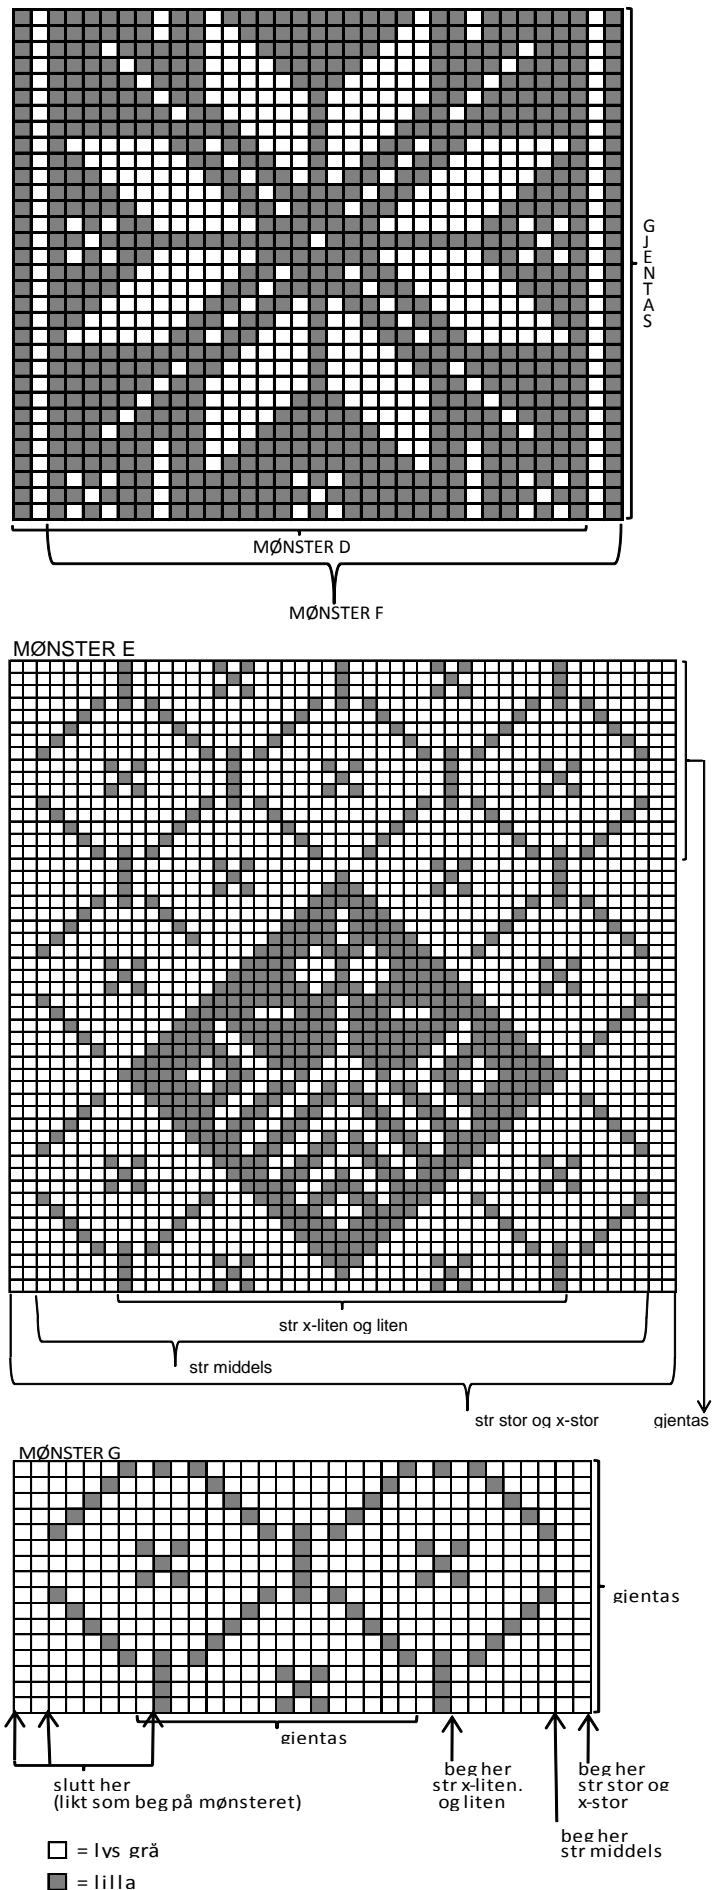 GJENTAS
MØNSTER D
MØNSTER F
MØNSTER E
str x-liten og liten
str middels
str stor og x-stor
gjentas
MØNSTER G
gjentas
gjentas
slutt her
(likt som beg på mønsteret)
beg her
str x-liten.
og liten
beg her
str stor og
x-stor
beg her
str middels
= lys grå
= lilla